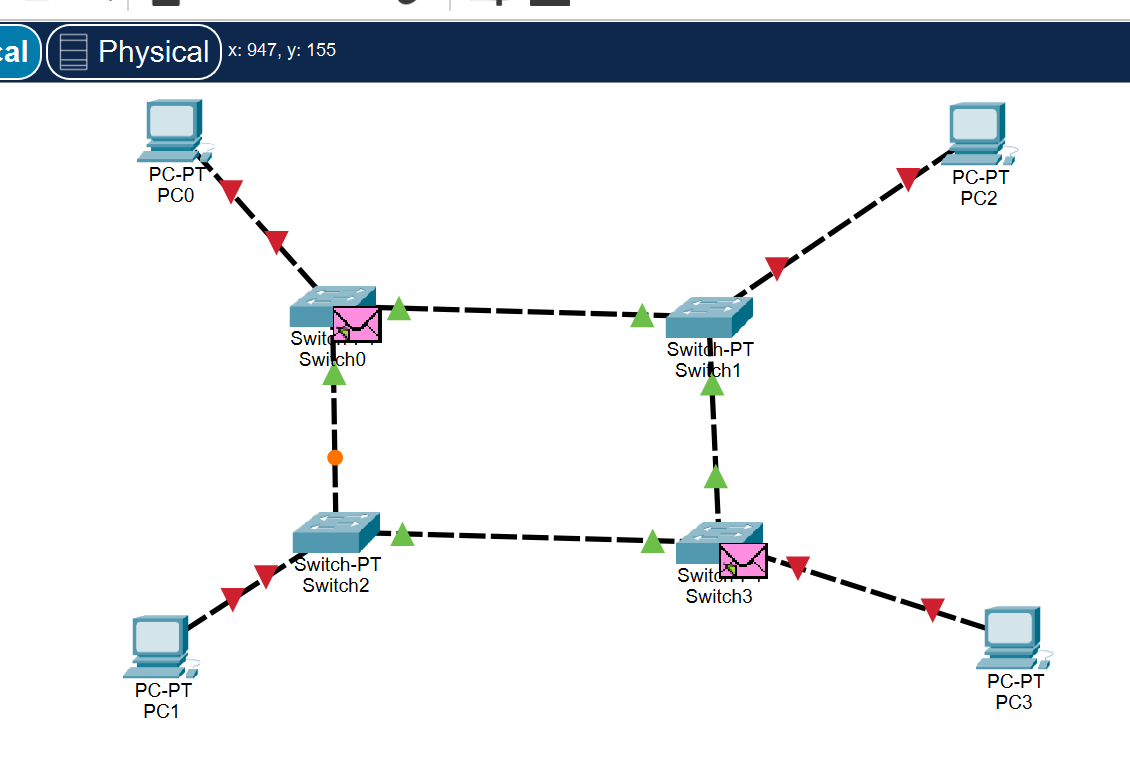 al
Physical
x: 947, y: 155
PC-PT
PC0
PC-PT
PC2
Switch0
Switch-PT
Switch1
Switch-PT
Switch2
Switch3
PC-PT
PC1
PC-PT
PC3